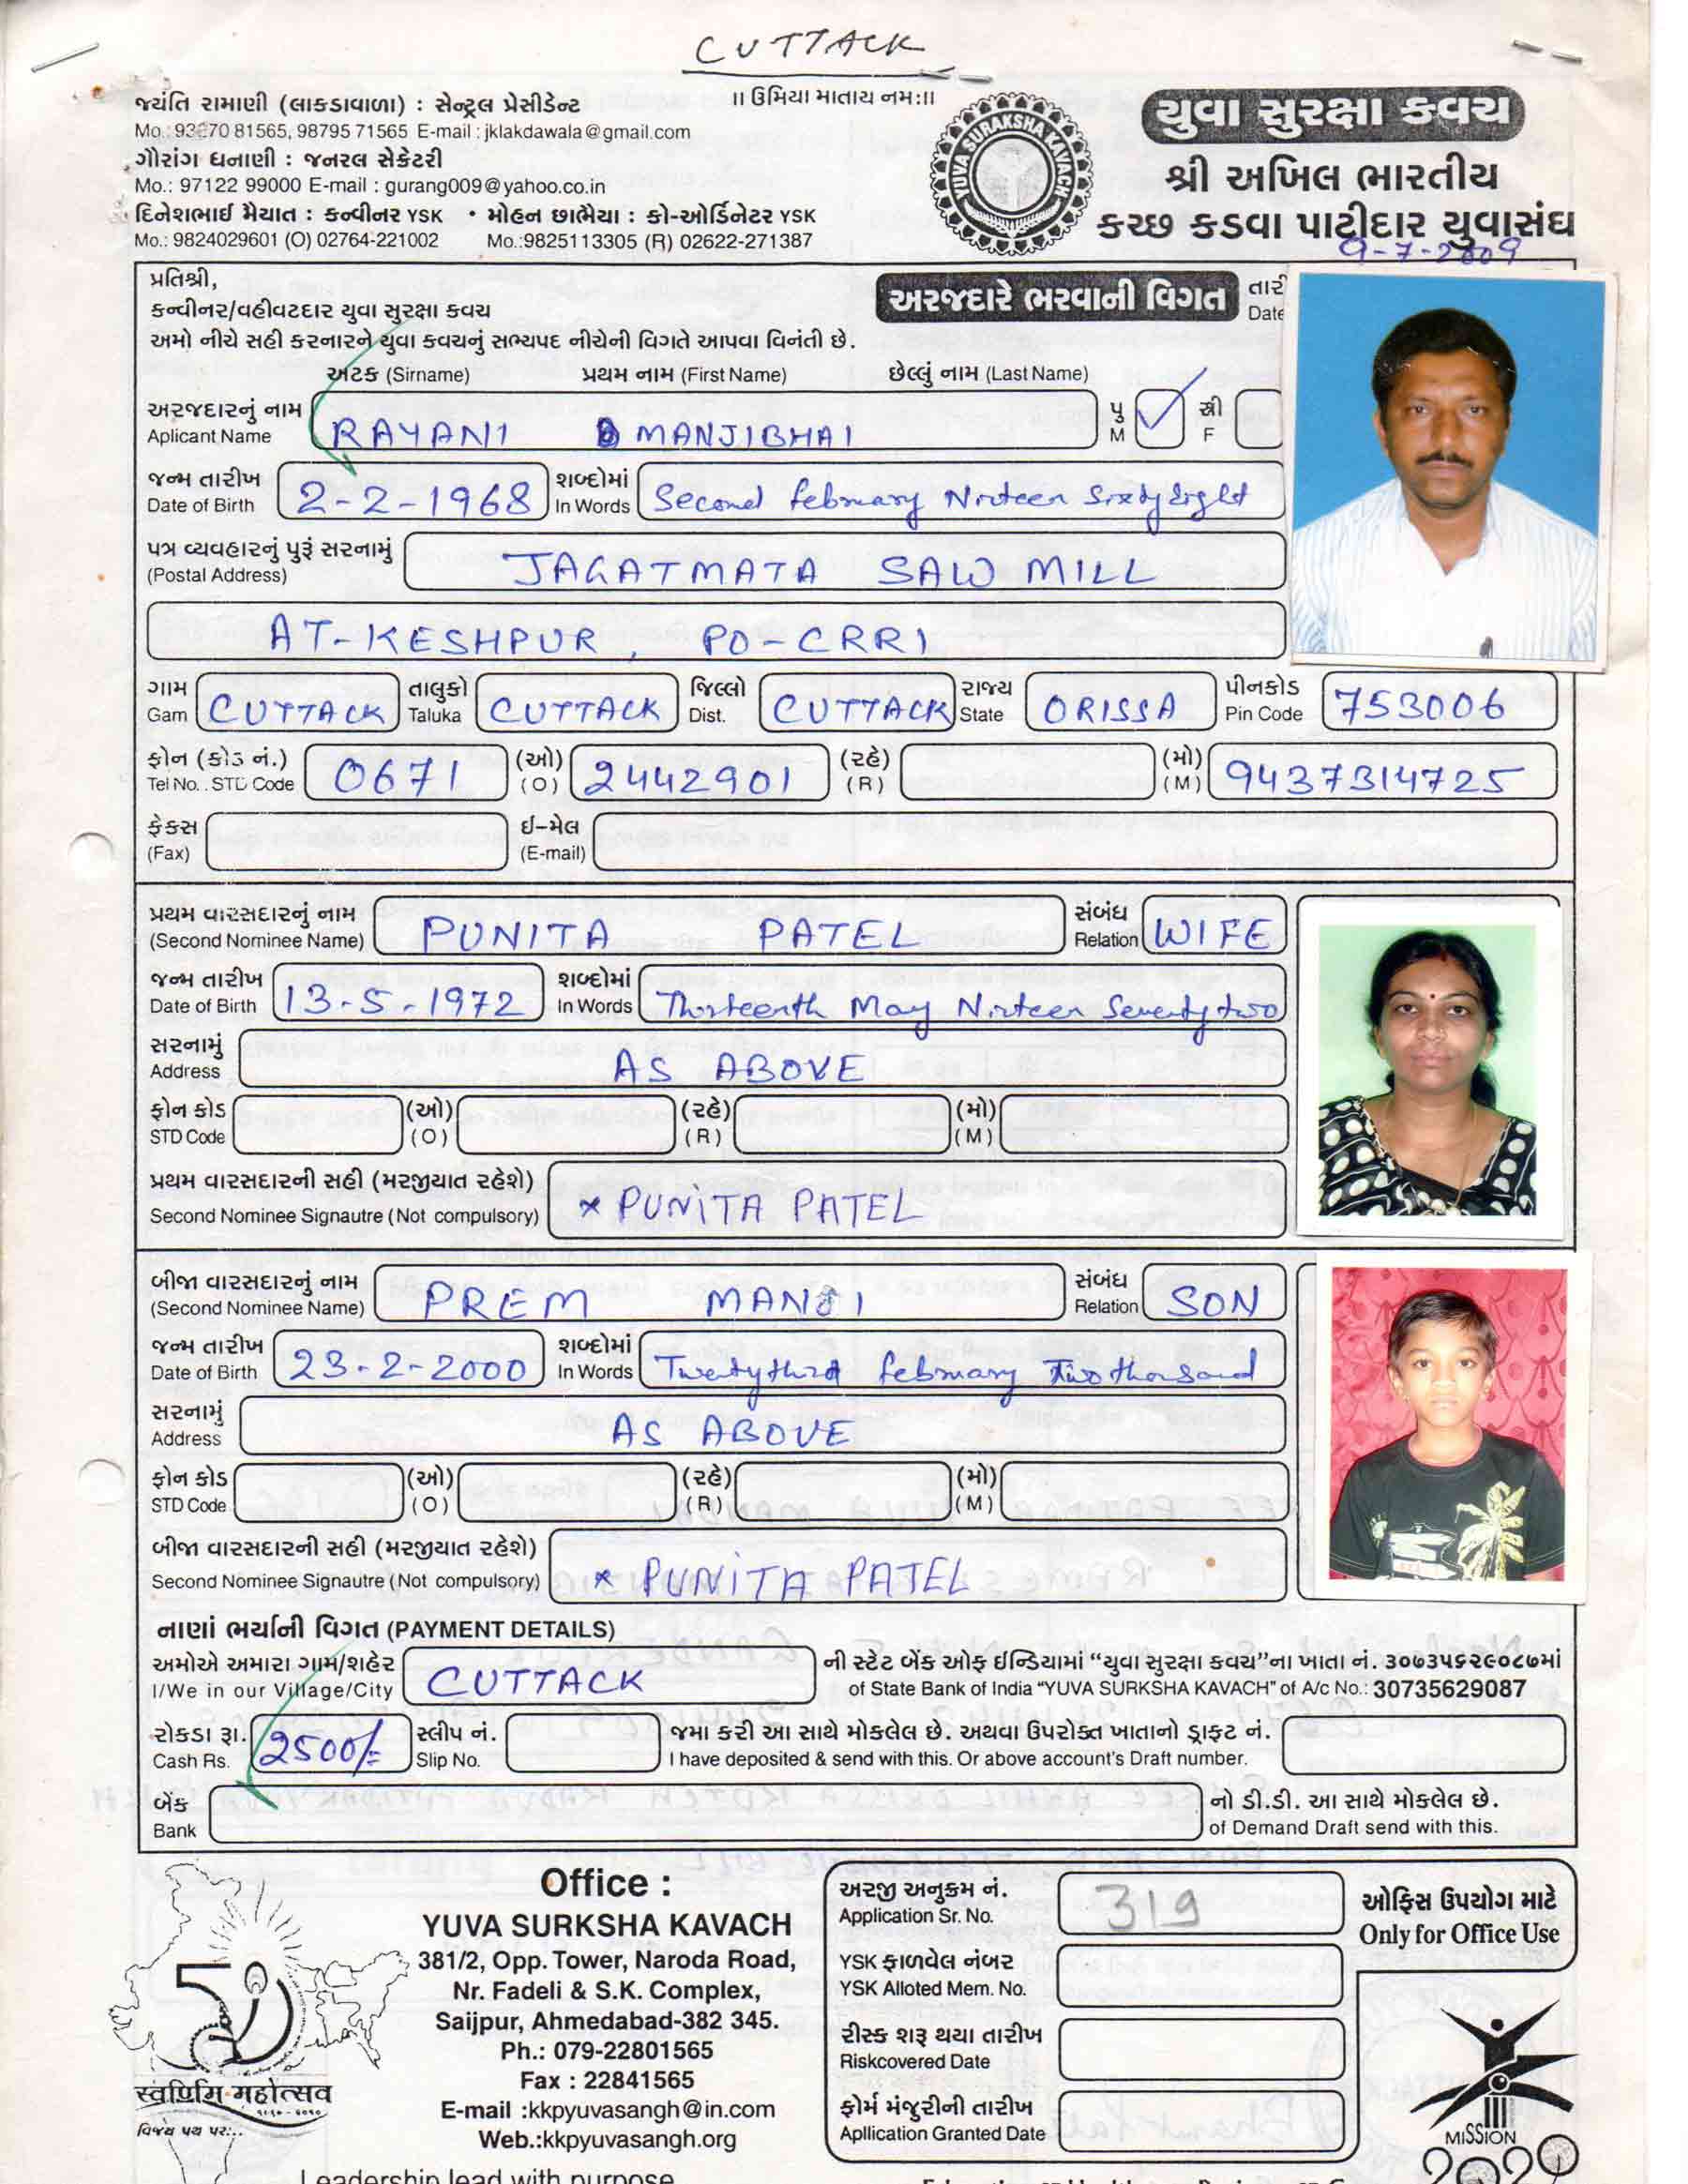 CUTTACK
જયંતિ રામાણી (લાકડાવાળા) : સેન્ટ્રલ પ્રેસીડેન્ટ
Mo.: 93270 81565, 98795 71565 E-mail : jklakdawala@gmail.com
ગૌરાંગ ધનાણી : જનરલ સેક્રેટરી
Mo.: 97122 99000 E-mail : gurang009@yahoo.co.in
દિનેશભાઈ મૈયાત : કન્વીનર YSK • મોહન છાભૈયા : કો-ઓર્ડિનેટર YSK
Mo.: 9824029601 (O) 02764-221002 Mo.:9825113305 (R) 02622-271387
॥ ઉમિયા માતાય નમઃ॥
YUVA SURAKSHA KAVACH
યુવા સુરક્ષા કવચ
શ્રી અખિલ ભારતીય
કચ્છ કડવા પાટીદાર યુવાસંઘ
9-7-2009
પ્રતિશ્રી,
કન્વીનર/વહીવટદાર યુવા સુરક્ષા કવચ
અમો નીચે સહી કરનારને યુવા કવચનું સભ્યપદ નીચેની વિગતે આપવા વિનંતી છે.
અરજદારે ભરવાની વિગત
Date
અટક (Sirname) પ્રથમ નામ (First Name) છેલ્લું નામ (Last Name)
અરજદારનું નામ
Aplicant Name RAYANI MANJIBHAI પુ M ✓ સ્ત્રી F
જન્મ તારીખ શબ્દોમાં
Date of Birth 2-2-1968 In Words Second February Ninteen Sixty Eight
પત્ર વ્યવહારનું પુરૂં સરનામું
(Postal Address) JAGATMATA SAW MILL
AT-KESHPUR, PO-CRRI
ગામ તાલુકો જિલ્લો રાજ્ય પીનકોડ
Gam CUTTACK Taluka CUTTACK Dist. CUTTACK State ORISSA Pin Code 753006
ફોન (કોડ નં.) (ઓ) (રહે) (મો)
Tel No.. STD Code 0671 (O) 2442901 (R) (M) 9437314725
ફેક્સ ઈ-મેલ
(Fax) (E-mail)
પ્રથમ વારસદારનું નામ સંબંધ
(Second Nominee Name) PUNITA PATEL Relation WIFE
જન્મ તારીખ શબ્દોમાં
Date of Birth 13-5-1972 In Words Thirteenth May Ninteen Seventy two
સરનામું
Address AS ABOVE
ફોન કોડ (ઓ) (રહે) (મો)
STD Code (O) (R) (M)
પ્રથમ વારસદારની સહી (મરજીયાત રહેશે)
Second Nominee Signautre (Not compulsory) × PUNITA PATEL
બીજા વારસદારનું નામ સંબંધ
(Second Nominee Name) PREM MANJI Relation SON
જન્મ તારીખ શબ્દોમાં
Date of Birth 23-2-2000 In Words Twenty third February Two thousand
સરનામું
Address AS ABOVE
ફોન કોડ (ઓ) (રહે) (મો)
STD Code (O) (R) (M)
બીજા વારસદારની સહી (મરજીયાત રહેશે)
Second Nominee Signautre (Not compulsory) × PUNITA PATEL
નાણાં ભર્યાની વિગત (PAYMENT DETAILS)
અમોએ અમારા ગામ/શહેર ની સ્ટેટ બેંક ઓફ ઈન્ડિયામાં “યુવા સુરક્ષા કવચ”ના ખાતા નં. ૩૦૭૩૫૬૨૯૦૮૭માં
I/We in our Village/City CUTTACK of State Bank of India “YUVA SURKSHA KAVACH” of A/c No.: 30735629087
રોકડા રૂા. સ્લીપ નં. જમા કરી આ સાથે મોકલેલ છે. અથવા ઉપરોક્ત ખાતાનો ડ્રાફ્ટ નં.
Cash Rs. 2500/= Slip No. I have deposited & send with this. Or above account's Draft number.
બેંક નો ડી.ડી. આ સાથે મોકલેલ છે.
Bank of Demand Draft send with this.
50
સ્વર્ણિમ મહોત્સવ
૧૯૬૦ - ૨૦૧૦
વિજય પથ પર...
Office :
YUVA SURKSHA KAVACH
381/2, Opp. Tower, Naroda Road,
Nr. Fadeli & S.K. Complex,
Saijpur, Ahmedabad-382 345.
Ph.: 079-22801565
Fax : 22841565
E-mail :kkpyuvasangh@in.com
Web.:kkpyuvasangh.org
Leadership lead with purpose
અરજી અનુક્રમ નં.
Application Sr. No. 319
YSK ફાળવેલ નંબર
YSK Alloted Mem. No.
રીસ્ક શરૂ થયા તારીખ
Riskcovered Date
ફોર્મ મંજુરીની તારીખ
Apllication Granted Date
ઓફિસ ઉપયોગ માટે
Only for Office Use
MISSION
2020